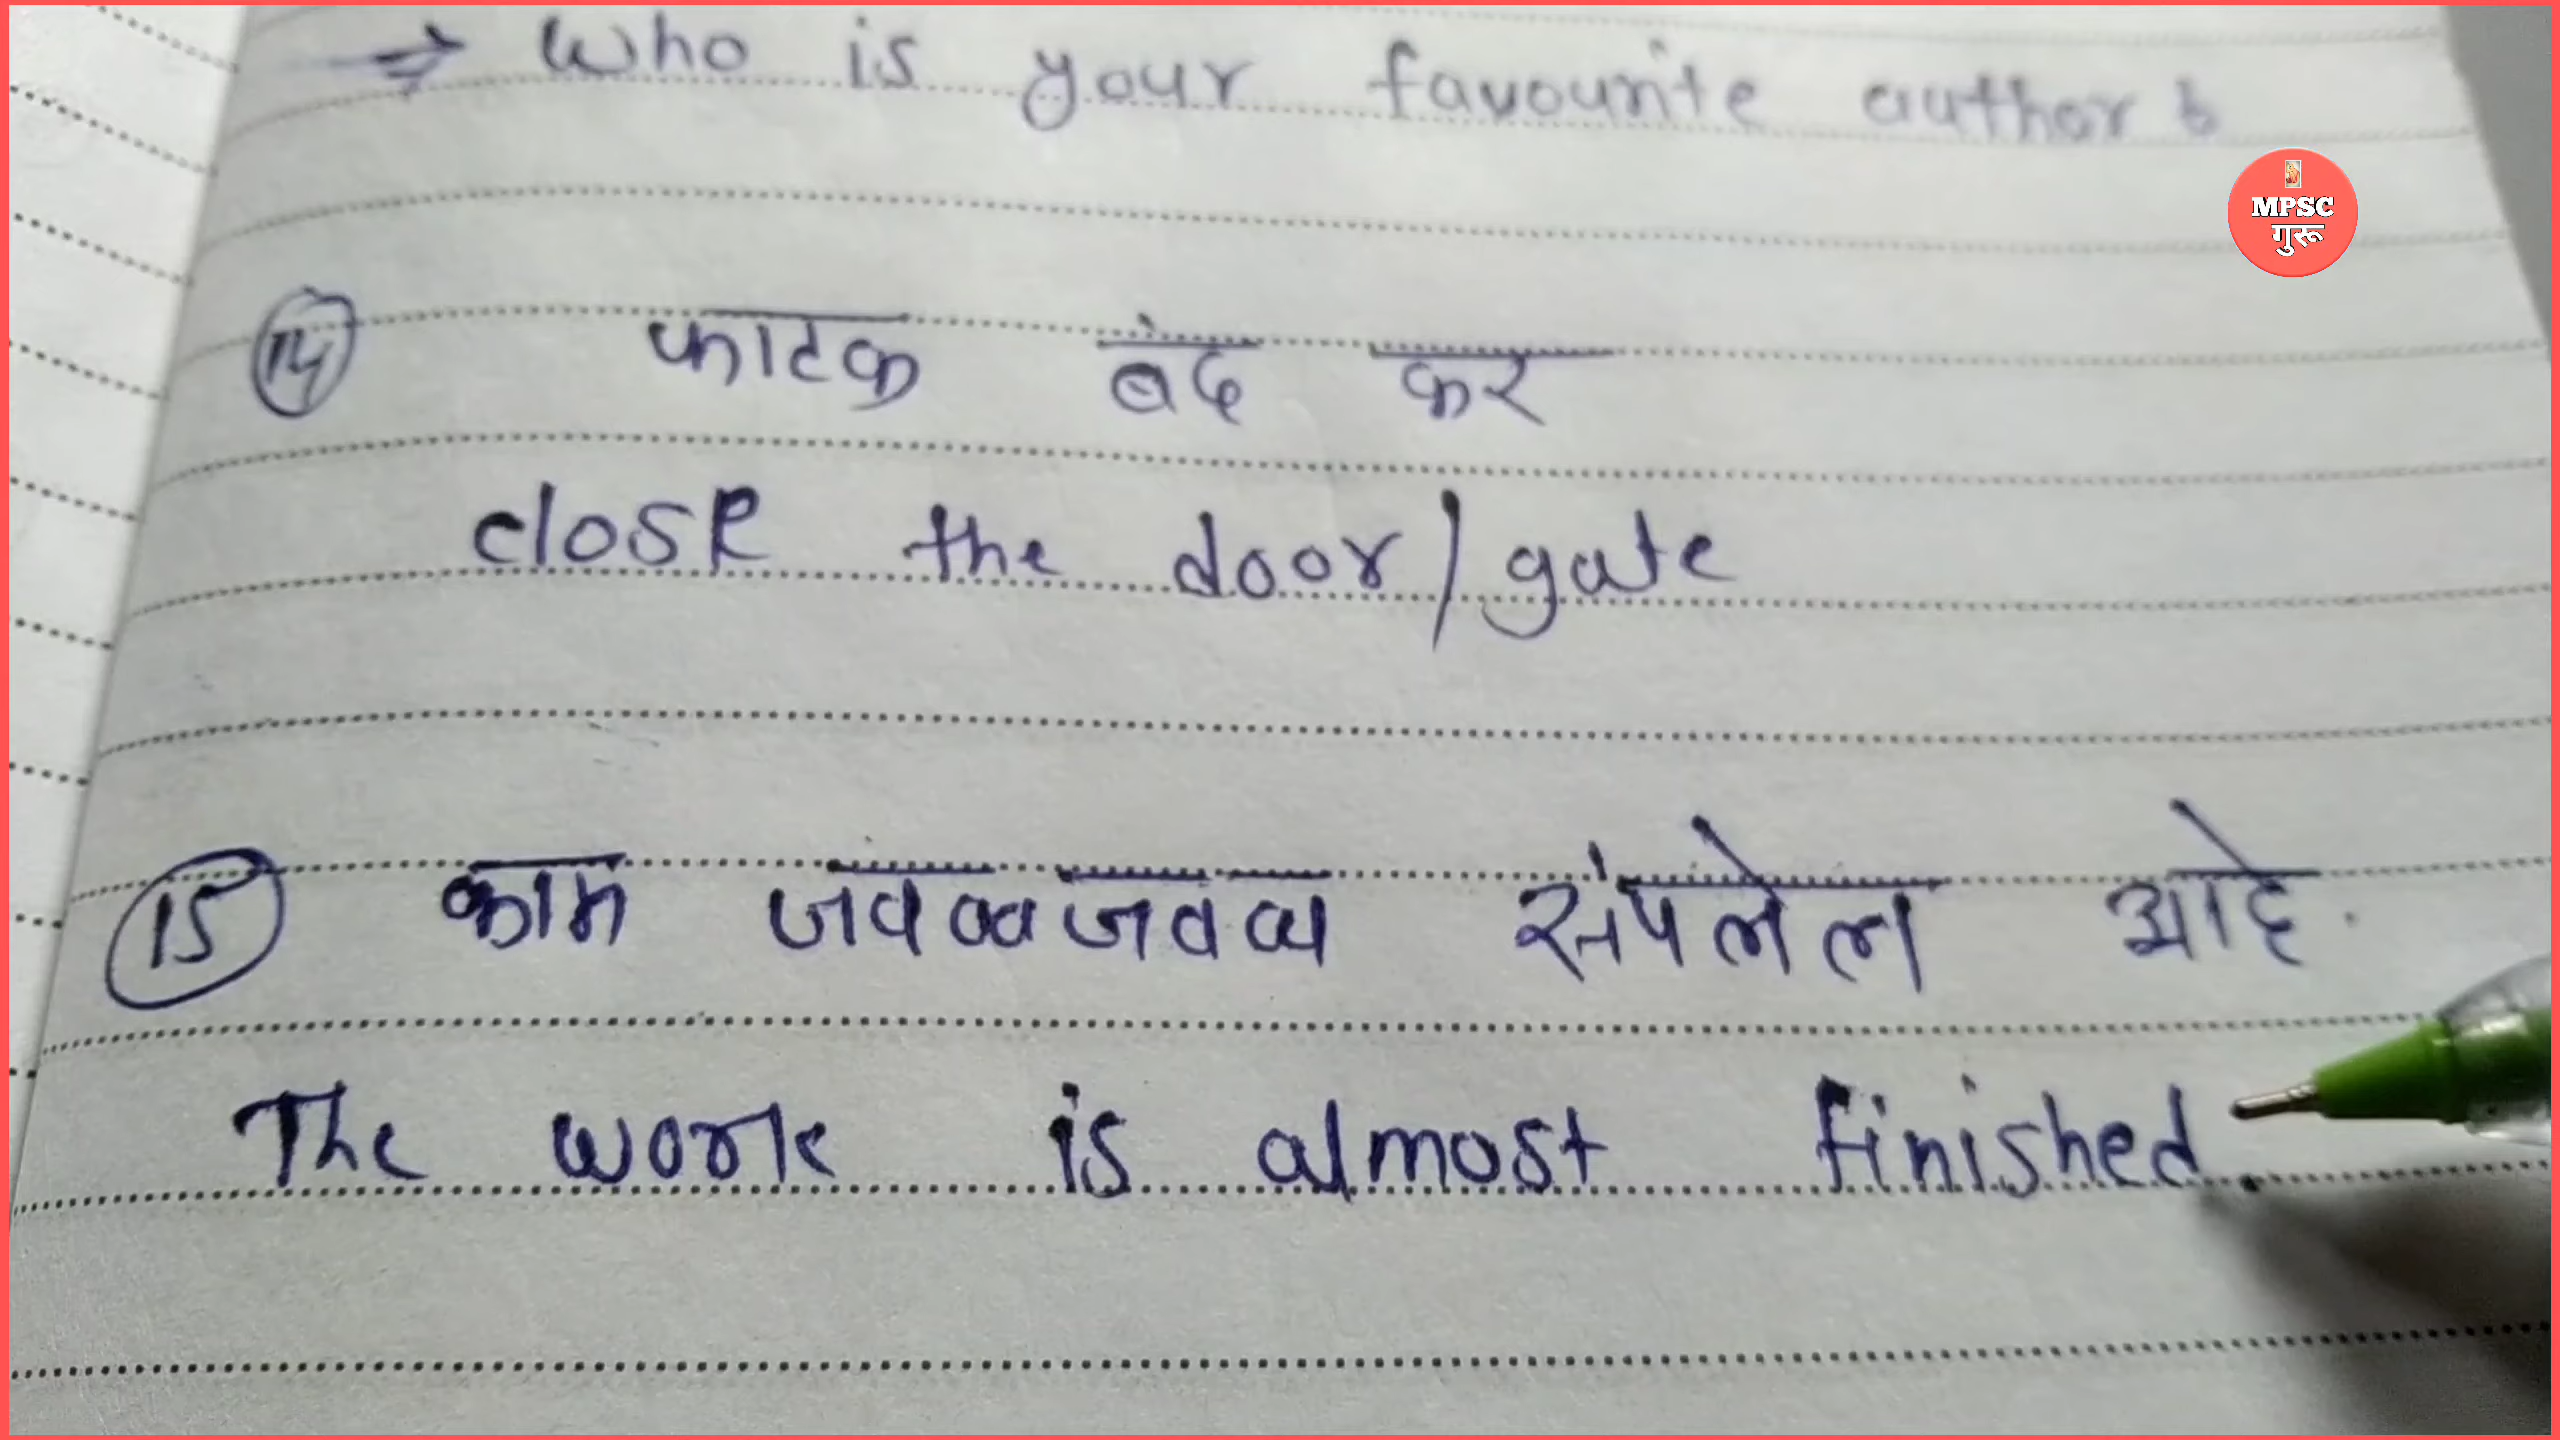 ⇒ Who is your favourite author
MPSC
गुरू
14 फाटक बंद कर
close the door/gate
15 काम जवळजवळ संपलेल आहे.
The work is almost finished.